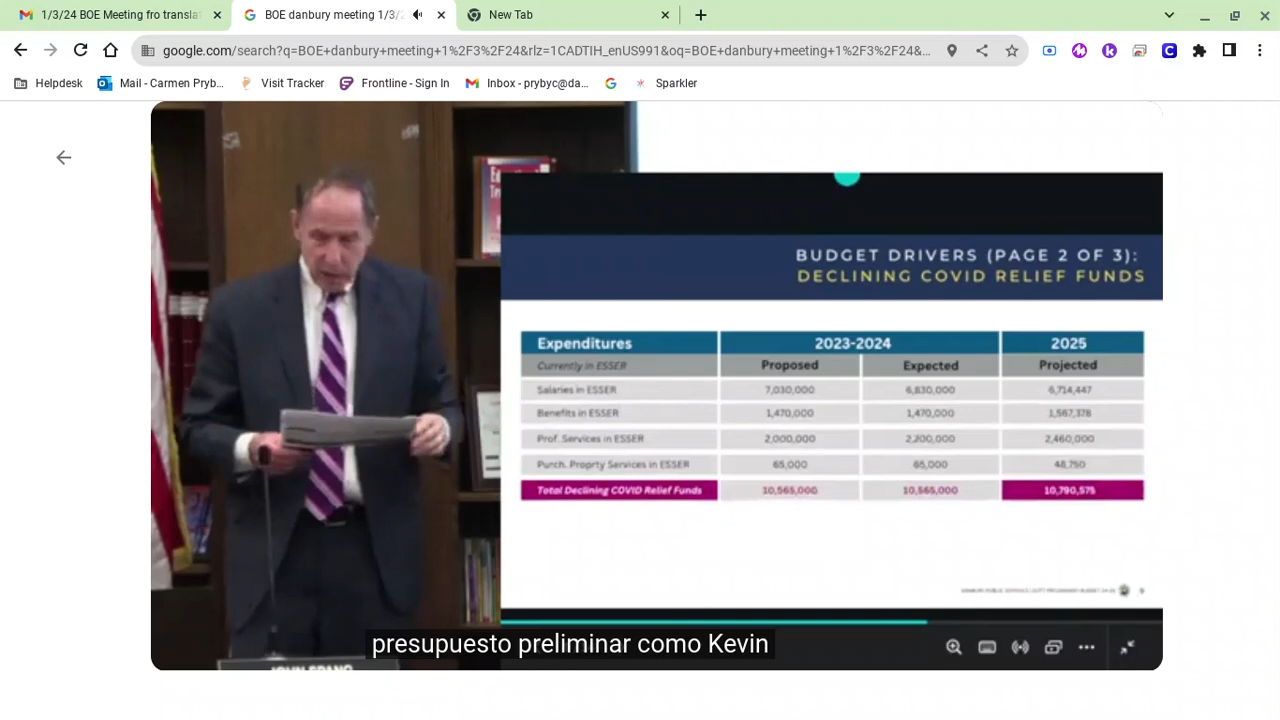 1/3/24 BOE Meeting fro transla
BOE danbury meeting 1/3/2
New Tab
google.com/search?q=BOE+danbury+meeting+1%2F3%2F24&rlz=1CADTIH_enUS991&oq=BOE+danbury+meeting+1%2F3%2F24&...
Helpdesk
Mail - Carmen Pryb...
Visit Tracker
Frontline - Sign In
Inbox - prybyc@da...
Sparkler
BUDGET DRIVERS (PAGE 2 OF 3):
DECLINING COVID RELIEF FUNDS
Expenditures 2023-2024 2025
Currently in ESSER Proposed Expected Projected
Salaries in ESSER 7,030,000 6,830,000 6,714,447
Benefits in ESSER 1,470,000 1,470,000 1,567,378
Prof. Services in ESSER 2,000,000 2,200,000 2,460,000
Purch. Proprty Services in ESSER 65,000 65,000 48,750
Total Declining COVID Relief Funds 10,565,000 10,565,000 10,790,575
9
presupuesto preliminar como Kevin
JOHN SPANO